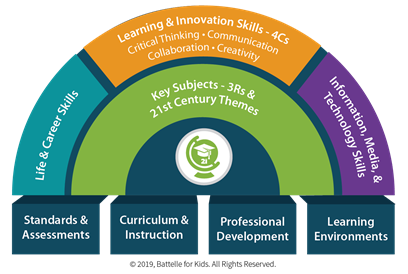 Learning & Innovation Skills - 4Cs
Critical Thinking • Communication
Collaboration • Creativity
Life & Career Skills
Key Subjects - 3Rs &
21st Century Themes
Information, Media, &
Technology Skills
21
Standards &
Assessments
Curriculum &
Instruction
Professional
Development
Learning
Environments
© 2019, Battelle for Kids. All Rights Reserved.